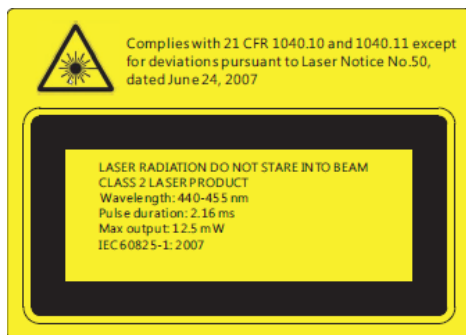 Complies with 21 CFR 1040.10 and 1040.11 except
for deviations pursuant to Laser Notice No.50,
dated June 24, 2007
LASER RADIATION DO NOT STARE INTO BEAM
CLASS 2 LASER PRODUCT
Wavelength: 440-455 nm
Pulse duration: 2.16 ms
Max output: 12.5 mW
IEC 60825-1: 2007